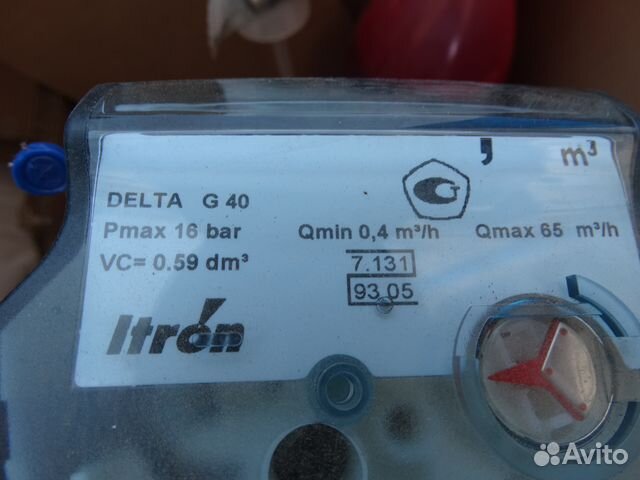 , m³
DELTA G 40
Pmax 16 bar Qmin 0,4 m³/h Qmax 65 m³/h
VC= 0.59 dm³ 7.131
93.05
Itrón
Avito